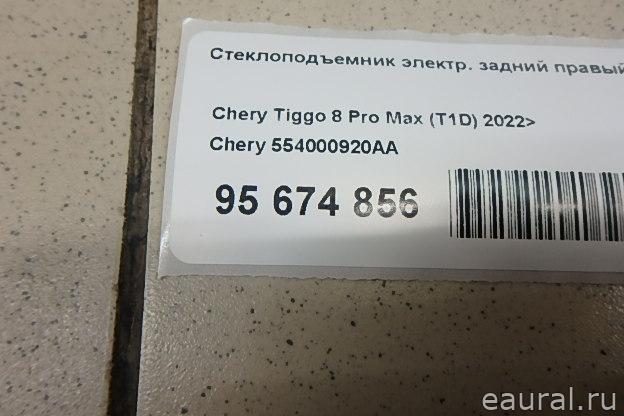 Стеклоподъемник электр. задний правый
Chery Tiggo 8 Pro Max (T1D) 2022>
Chery 554000920AA
95 674 856
eaural.ru